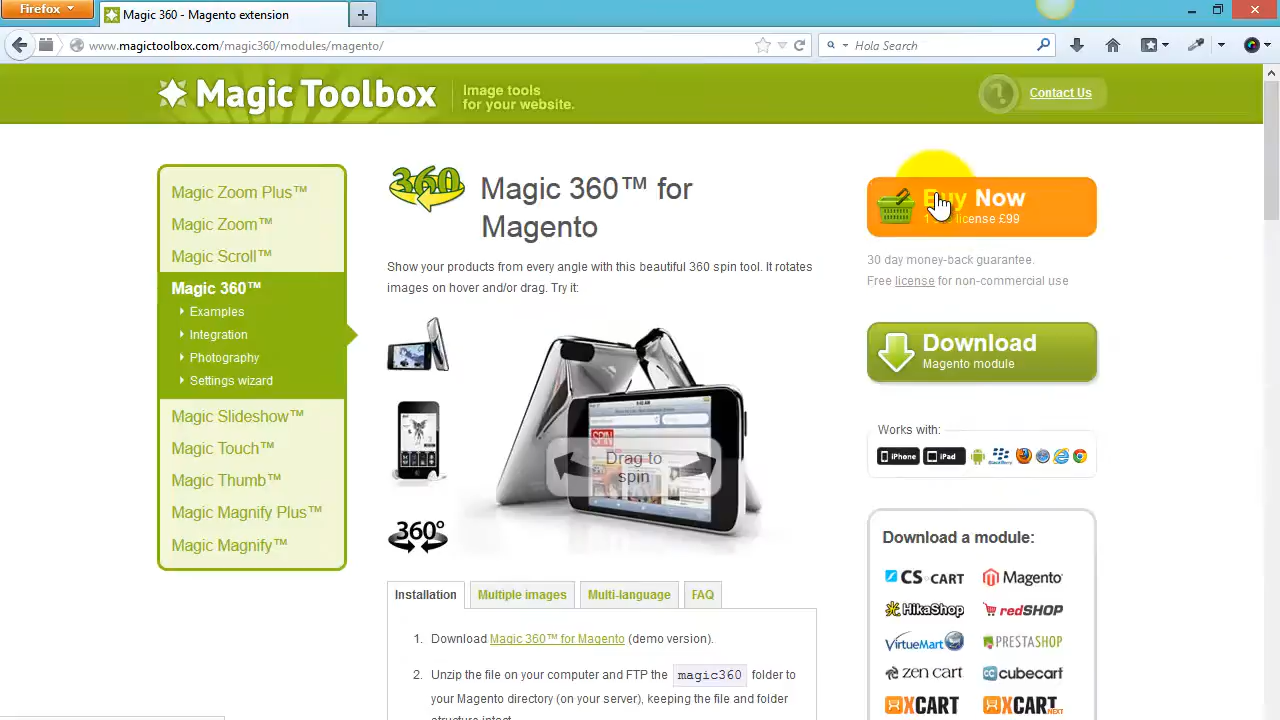 Firefox
Magic 360 - Magento extension
www.magictoolbox.com/magic360/modules/magento/
Hola Search
Magic Toolbox
Image tools
for your website.
Contact Us
Magic Zoom Plus™
Magic Zoom™
Magic Scroll™
Magic 360™
Examples
Integration
Photography
Settings wizard
Magic Slideshow™
Magic Touch™
Magic Thumb™
Magic Magnify Plus™
Magic Magnify™
360
Magic 360™ for
Magento
Show your products from every angle with this beautiful 360 spin tool. It rotates
images on hover and/or drag. Try it:
SPIN
Drag to
spin
360°
Installation
Multiple images
Multi-language
FAQ
1. Download Magic 360™ for Magento (demo version).
2. Unzip the file on your computer and FTP the magic360 folder to
your Magento directory (on your server), keeping the file and folder
structure intact.
Buy Now
license £99
30 day money-back guarantee.
Free license for non-commercial use
Download
Magento module
Works with:
iPhone
iPad
BlackBerry
Download a module:
CS-CART
Magento
HikaShop
redSHOP
VirtueMart
PRESTASHOP
zen cart
cubecart
XCART
XCART NEXT